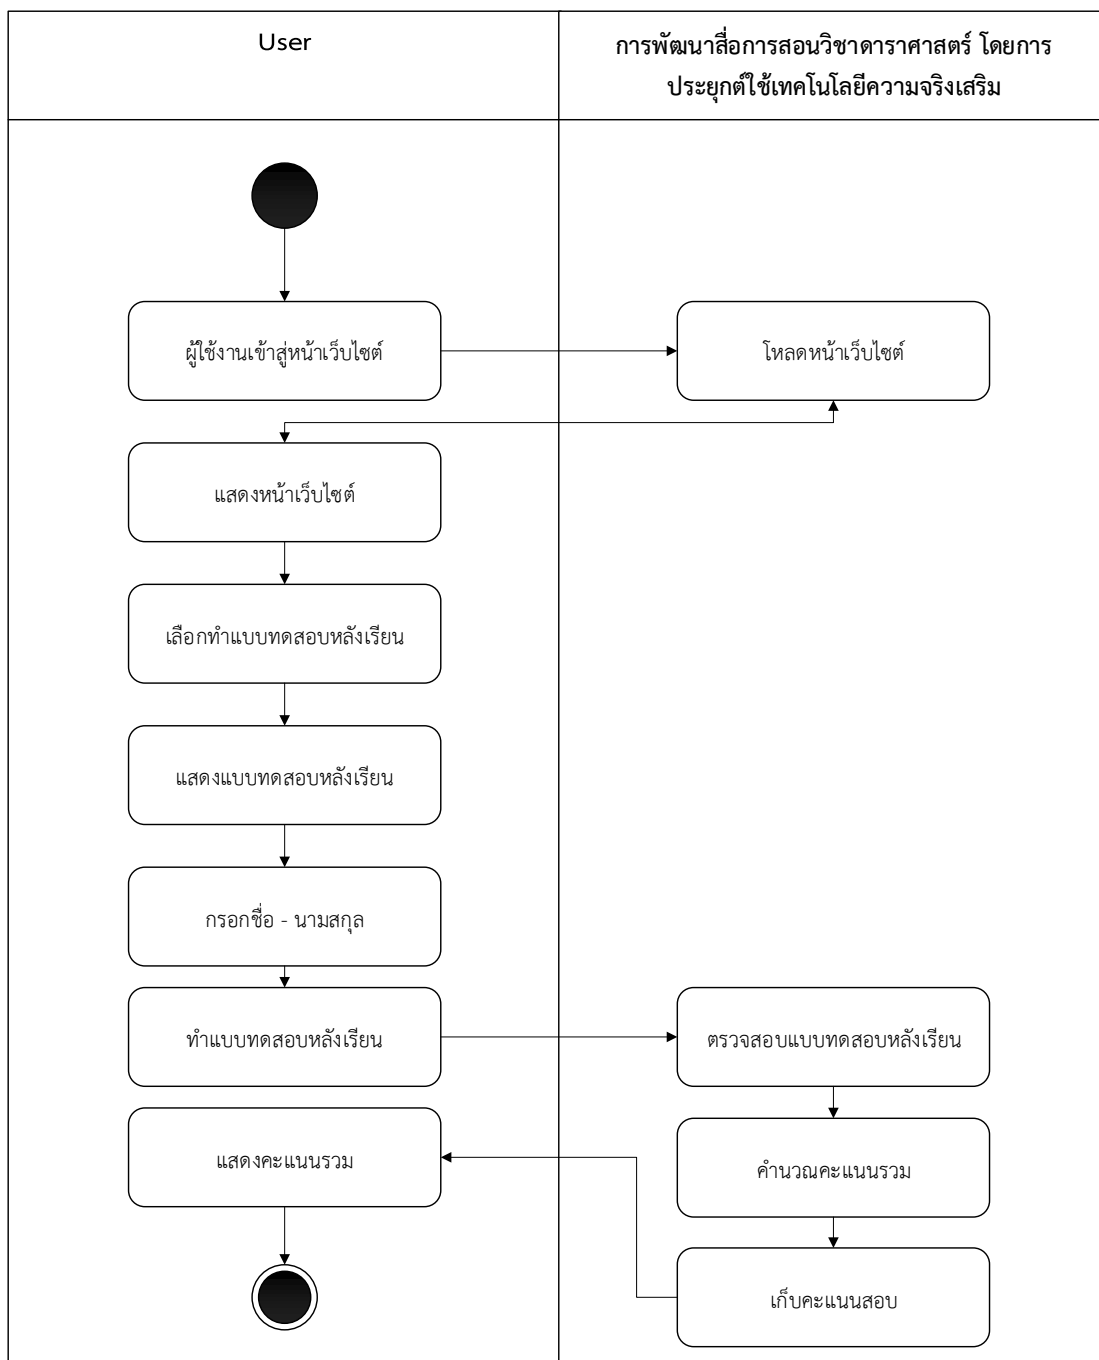 User
การพัฒนาสื่อการสอนวิชาดาราศาสตร์ โดยการ
ประยุกต์ใช้เทคโนโลยีความจริงเสริม
ผู้ใช้งานเข้าสู่หน้าเว็บไซต์
โหลดหน้าเว็บไซต์
แสดงหน้าเว็บไซต์
เลือกทำแบบทดสอบหลังเรียน
แสดงแบบทดสอบหลังเรียน
กรอกชื่อ - นามสกุล
ทำแบบทดสอบหลังเรียน
ตรวจสอบแบบทดสอบหลังเรียน
แสดงคะแนนรวม
คำนวณคะแนนรวม
เก็บคะแนนสอบ